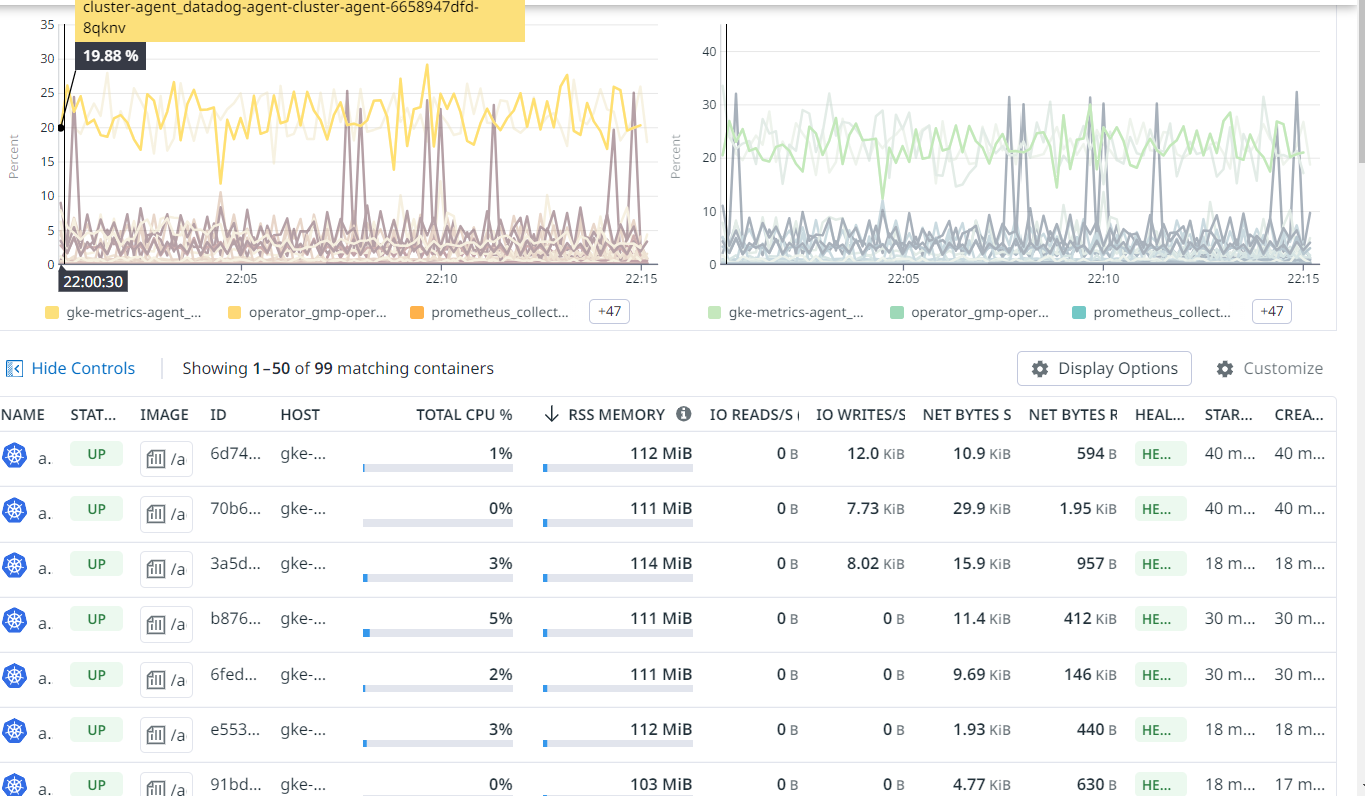 cluster-agent_datadog-agent-cluster-agent-6658947dfd-
8qknv
19.88 %
35
30
25
20
15
10
5
0
Percent
22:00:30
22:05
22:10
22:15
40
30
20
10
0
Percent
22:05
22:10
22:15
gke-metrics-agent_...
operator_gmp-oper...
prometheus_collect...
+47
gke-metrics-agent_...
operator_gmp-oper...
prometheus_collect...
+47
Hide Controls
Showing 1–50 of 99 matching containers
Display Options
Customize
NAME STAT... IMAGE ID HOST TOTAL CPU % RSS MEMORY IO READS/S ( IO WRITES/S NET BYTES S NET BYTES R HEAL... STAR... CREA...
a. UP /a 6d74... gke-... 1% 112 MiB 0 B 12.0 KiB 10.9 KiB 594 B HE... 40 m... 40 m...
a. UP /a 70b6... gke-... 0% 111 MiB 0 B 7.73 KiB 29.9 KiB 1.95 KiB HE... 40 m... 40 m...
a. UP /a 3a5d... gke-... 3% 114 MiB 0 B 8.02 KiB 15.9 KiB 957 B HE... 18 m... 18 m...
a. UP /a b876... gke-... 5% 111 MiB 0 B 0 B 11.4 KiB 412 KiB HE... 30 m... 30 m...
a. UP /a 6fed... gke-... 2% 111 MiB 0 B 0 B 9.69 KiB 146 KiB HE... 30 m... 30 m...
a. UP /a e553... gke-... 3% 112 MiB 0 B 0 B 1.93 KiB 440 B HE... 18 m... 18 m...
a. UP /a 91bd... gke-... 0% 103 MiB 0 B 0 B 4.77 KiB 630 B HE... 18 m... 17 m...